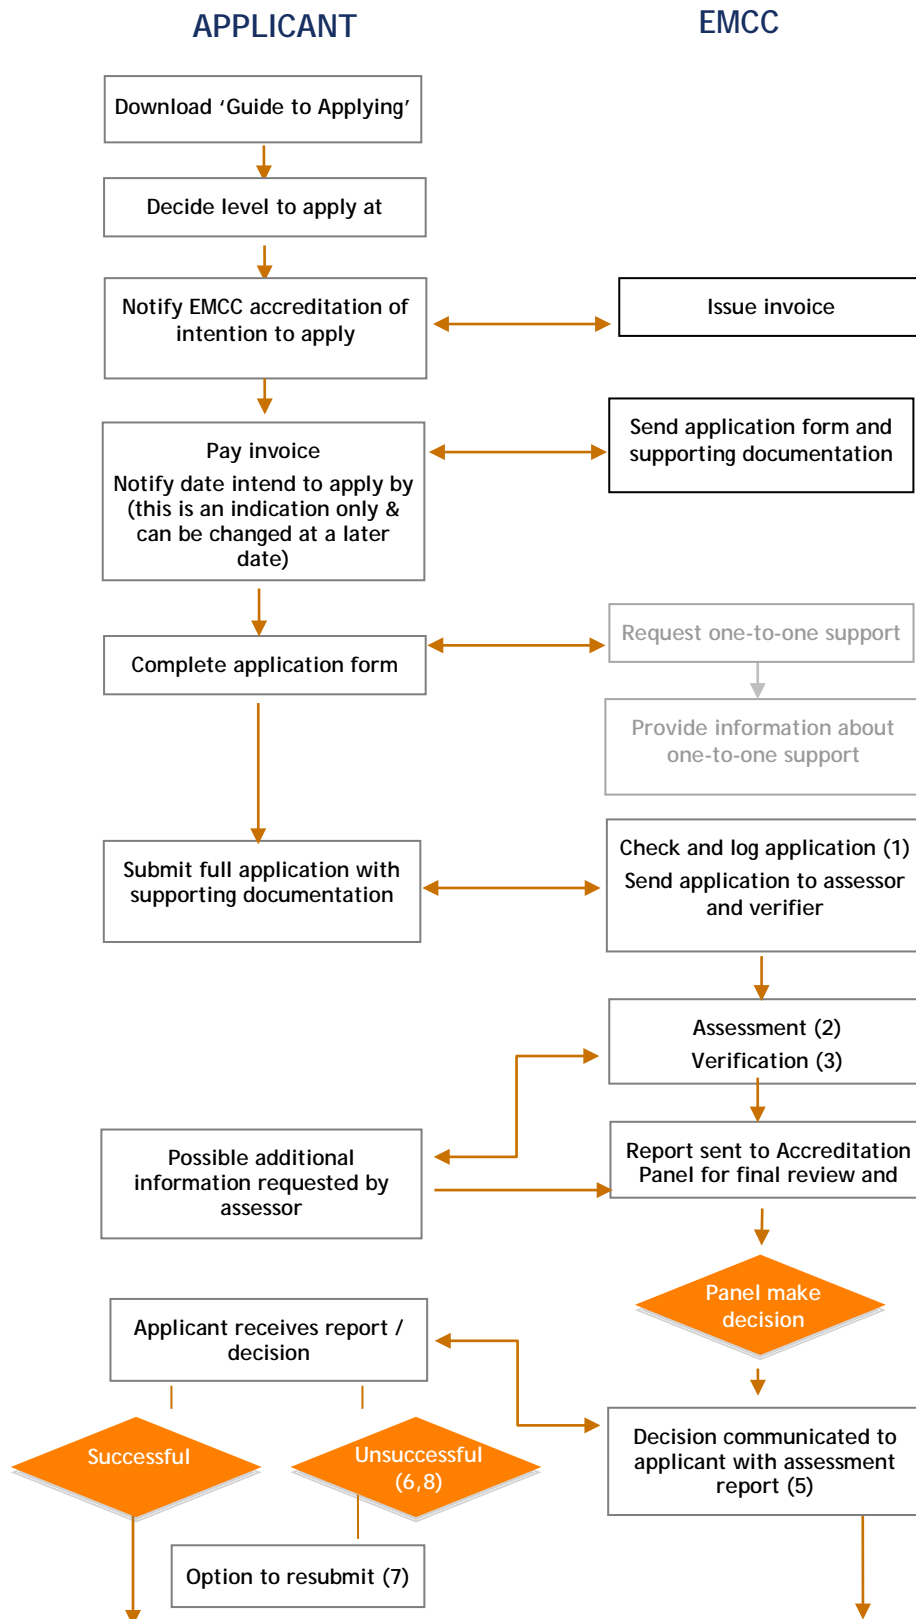 APPLICANT
EMCC
Download ‘Guide to Applying’
Decide level to apply at
Notify EMCC accreditation of
intention to apply
Issue invoice
Pay invoice
Notify date intend to apply by
(this is an indication only &
can be changed at a later
date)
Send application form and
supporting documentation
Complete application form
Request one-to-one support
Provide information about
one-to-one support
Submit full application with
supporting documentation
Check and log application (1)
Send application to assessor
and verifier
Assessment (2)
Verification (3)
Possible additional
information requested by
assessor
Report sent to Accreditation
Panel for final review and
Panel make
decision
Applicant receives report /
decision
Successful
Unsuccessful
(6,8)
Decision communicated to
applicant with assessment
report (5)
Option to resubmit (7)